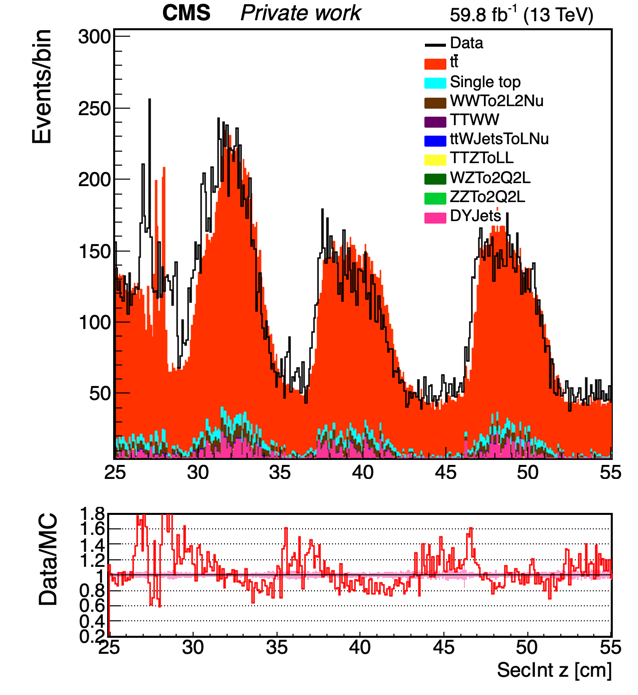 CMS Private work 59.8 fb⁻¹ (13 TeV)
Events/bin
300
250
200
150
100
50
Data
tt̄
Single top
WWTo2L2Nu
TTWW
ttWJetsToLNu
TTZToLL
WZTo2Q2L
ZZTo2Q2L
DYJets
25 30 35 40 45 50 55
Data/MC
1.8
1.6
1.4
1.2
1
0.8
0.6
0.4
0.2
25 30 35 40 45 50 55
SecInt z [cm]